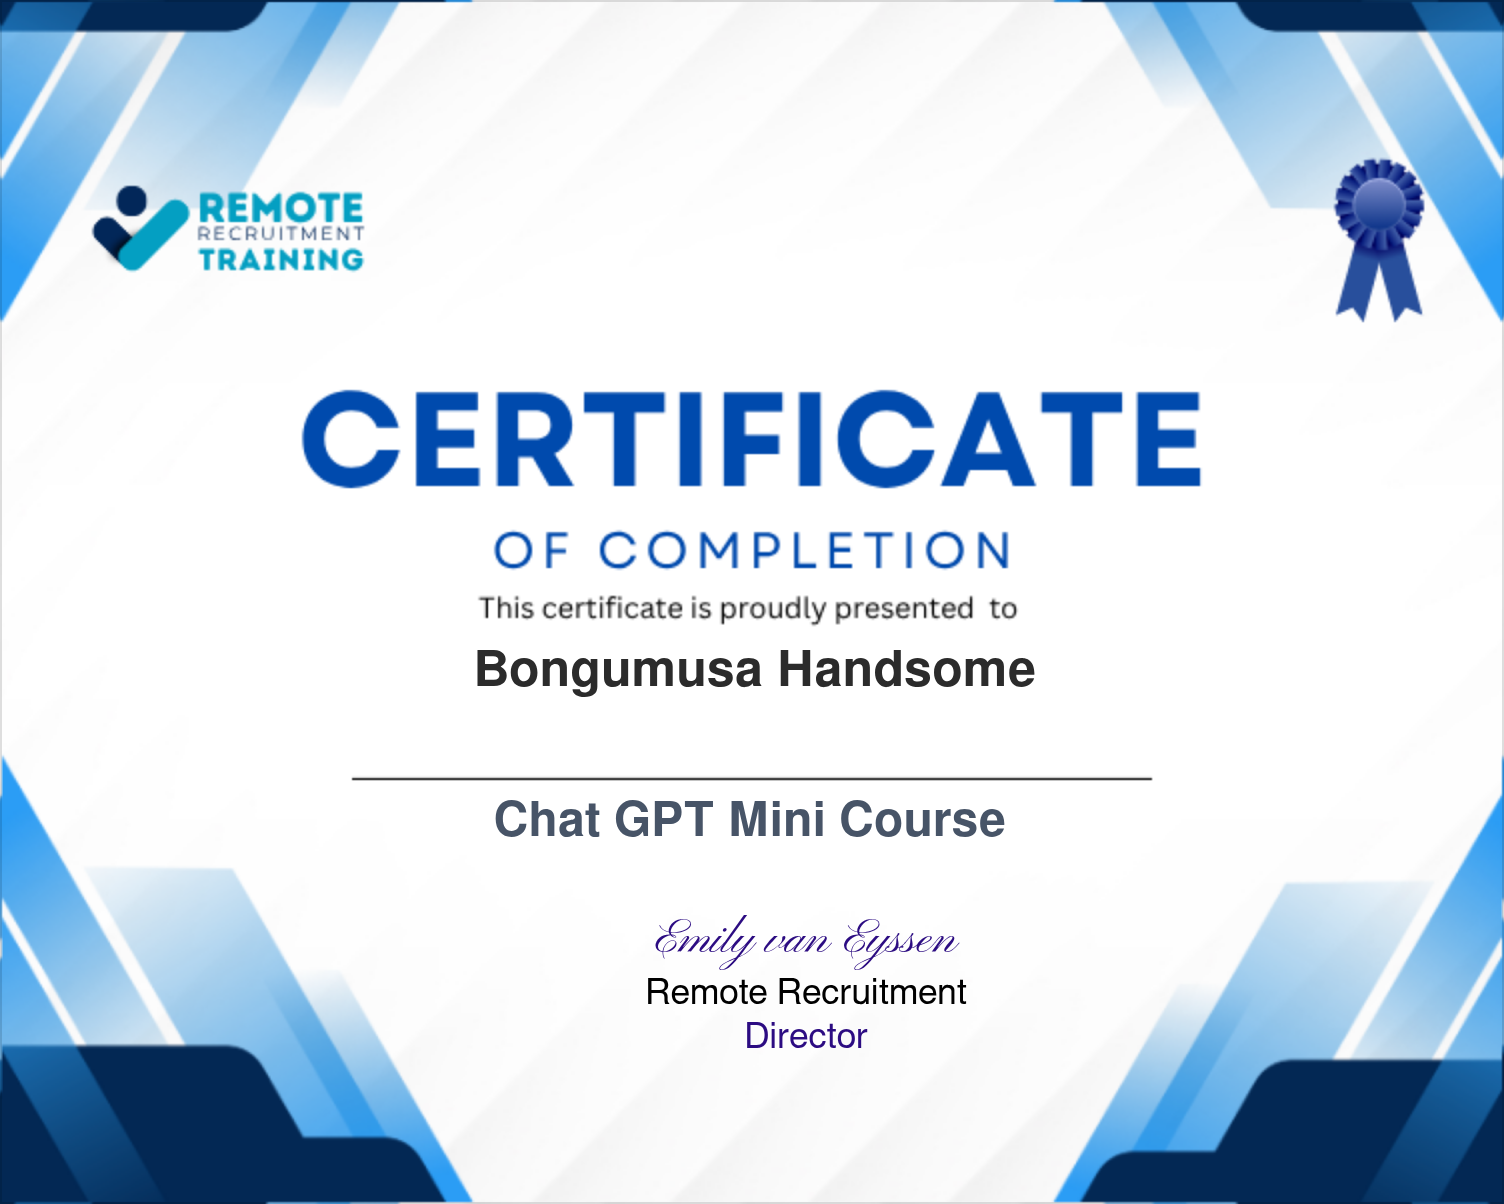 REMOTE
RECRUITMENT
TRAINING
CERTIFICATE
OF COMPLETION
This certificate is proudly presented to
Bongumusa Handsome
Chat GPT Mini Course
Emily van Eyssen
Remote Recruitment
Director